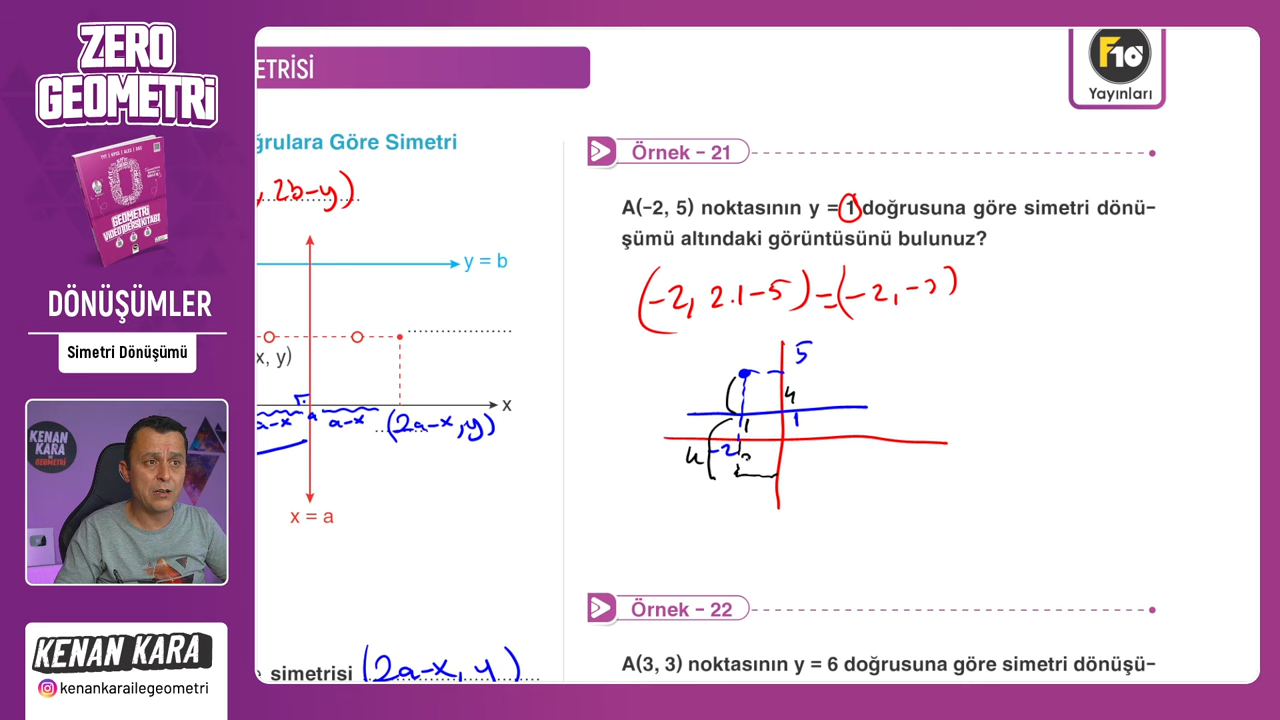 ZERO
GEOMETRİ
GEOMETRİ
VİDEO DERS KİTABI
DÖNÜŞÜMLER
Simetri Dönüşümü
KENAN
KARA
GEOMETRİ
KENAN KARA
kenankarailegeometri
ETRİSİ
F10
Yayınları
ğrulara Göre Simetri
, 2b-y)
y = b
x, y)
x
a-x
a
a-x
(2a-x, y)
x = a
simetrisi (2a-x, y)
Örnek - 21
A(-2, 5) noktasının y = 1 doğrusuna göre simetri dönü-
şümü altındaki görüntüsünü bulunuz?
(-2, 2.1-5) = (-2, -3)
5
4
1
4
-2
Örnek - 22
A(3, 3) noktasının y = 6 doğrusuna göre simetri dönüşü-